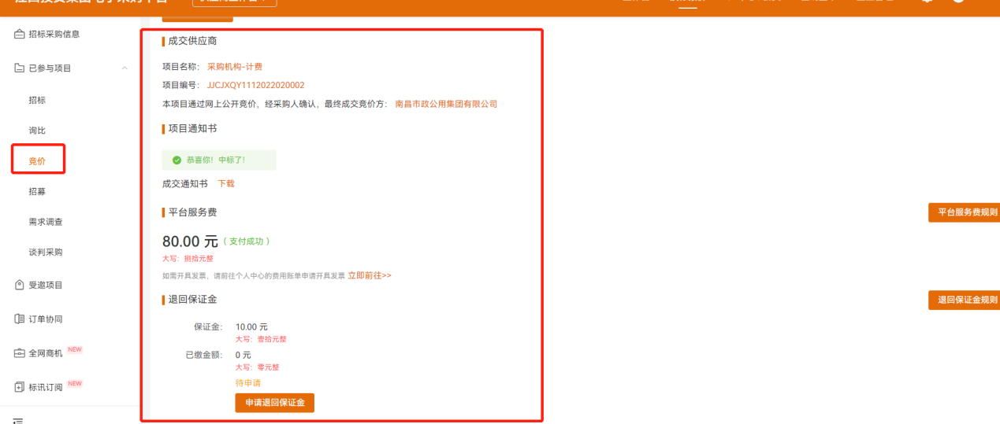 招标采购信息
已参与项目
招标
询比
竞价
招募
需求调查
谈判采购
受邀项目
订单协同
全网商机 NEW
标讯订阅 NEW
成交供应商
项目名称： 采购机构-计费
项目编号： JJCJXQY1112022020002
本项目通过网上公开竞价，经采购人确认，最终成交竞价方： 南昌市政公用集团有限公司
项目通知书
恭喜你！中标了！
成交通知书 下载
平台服务费
平台服务费规则
80.00 元（支付成功）
大写：捌拾元整
如需开具发票，请前往个人中心的费用账单申请开具发票 立即前往>>
退回保证金
退回保证金规则
保证金： 10.00 元
大写：壹拾元整
已缴金额： 0 元
大写：零元整
待申请
申请退回保证金